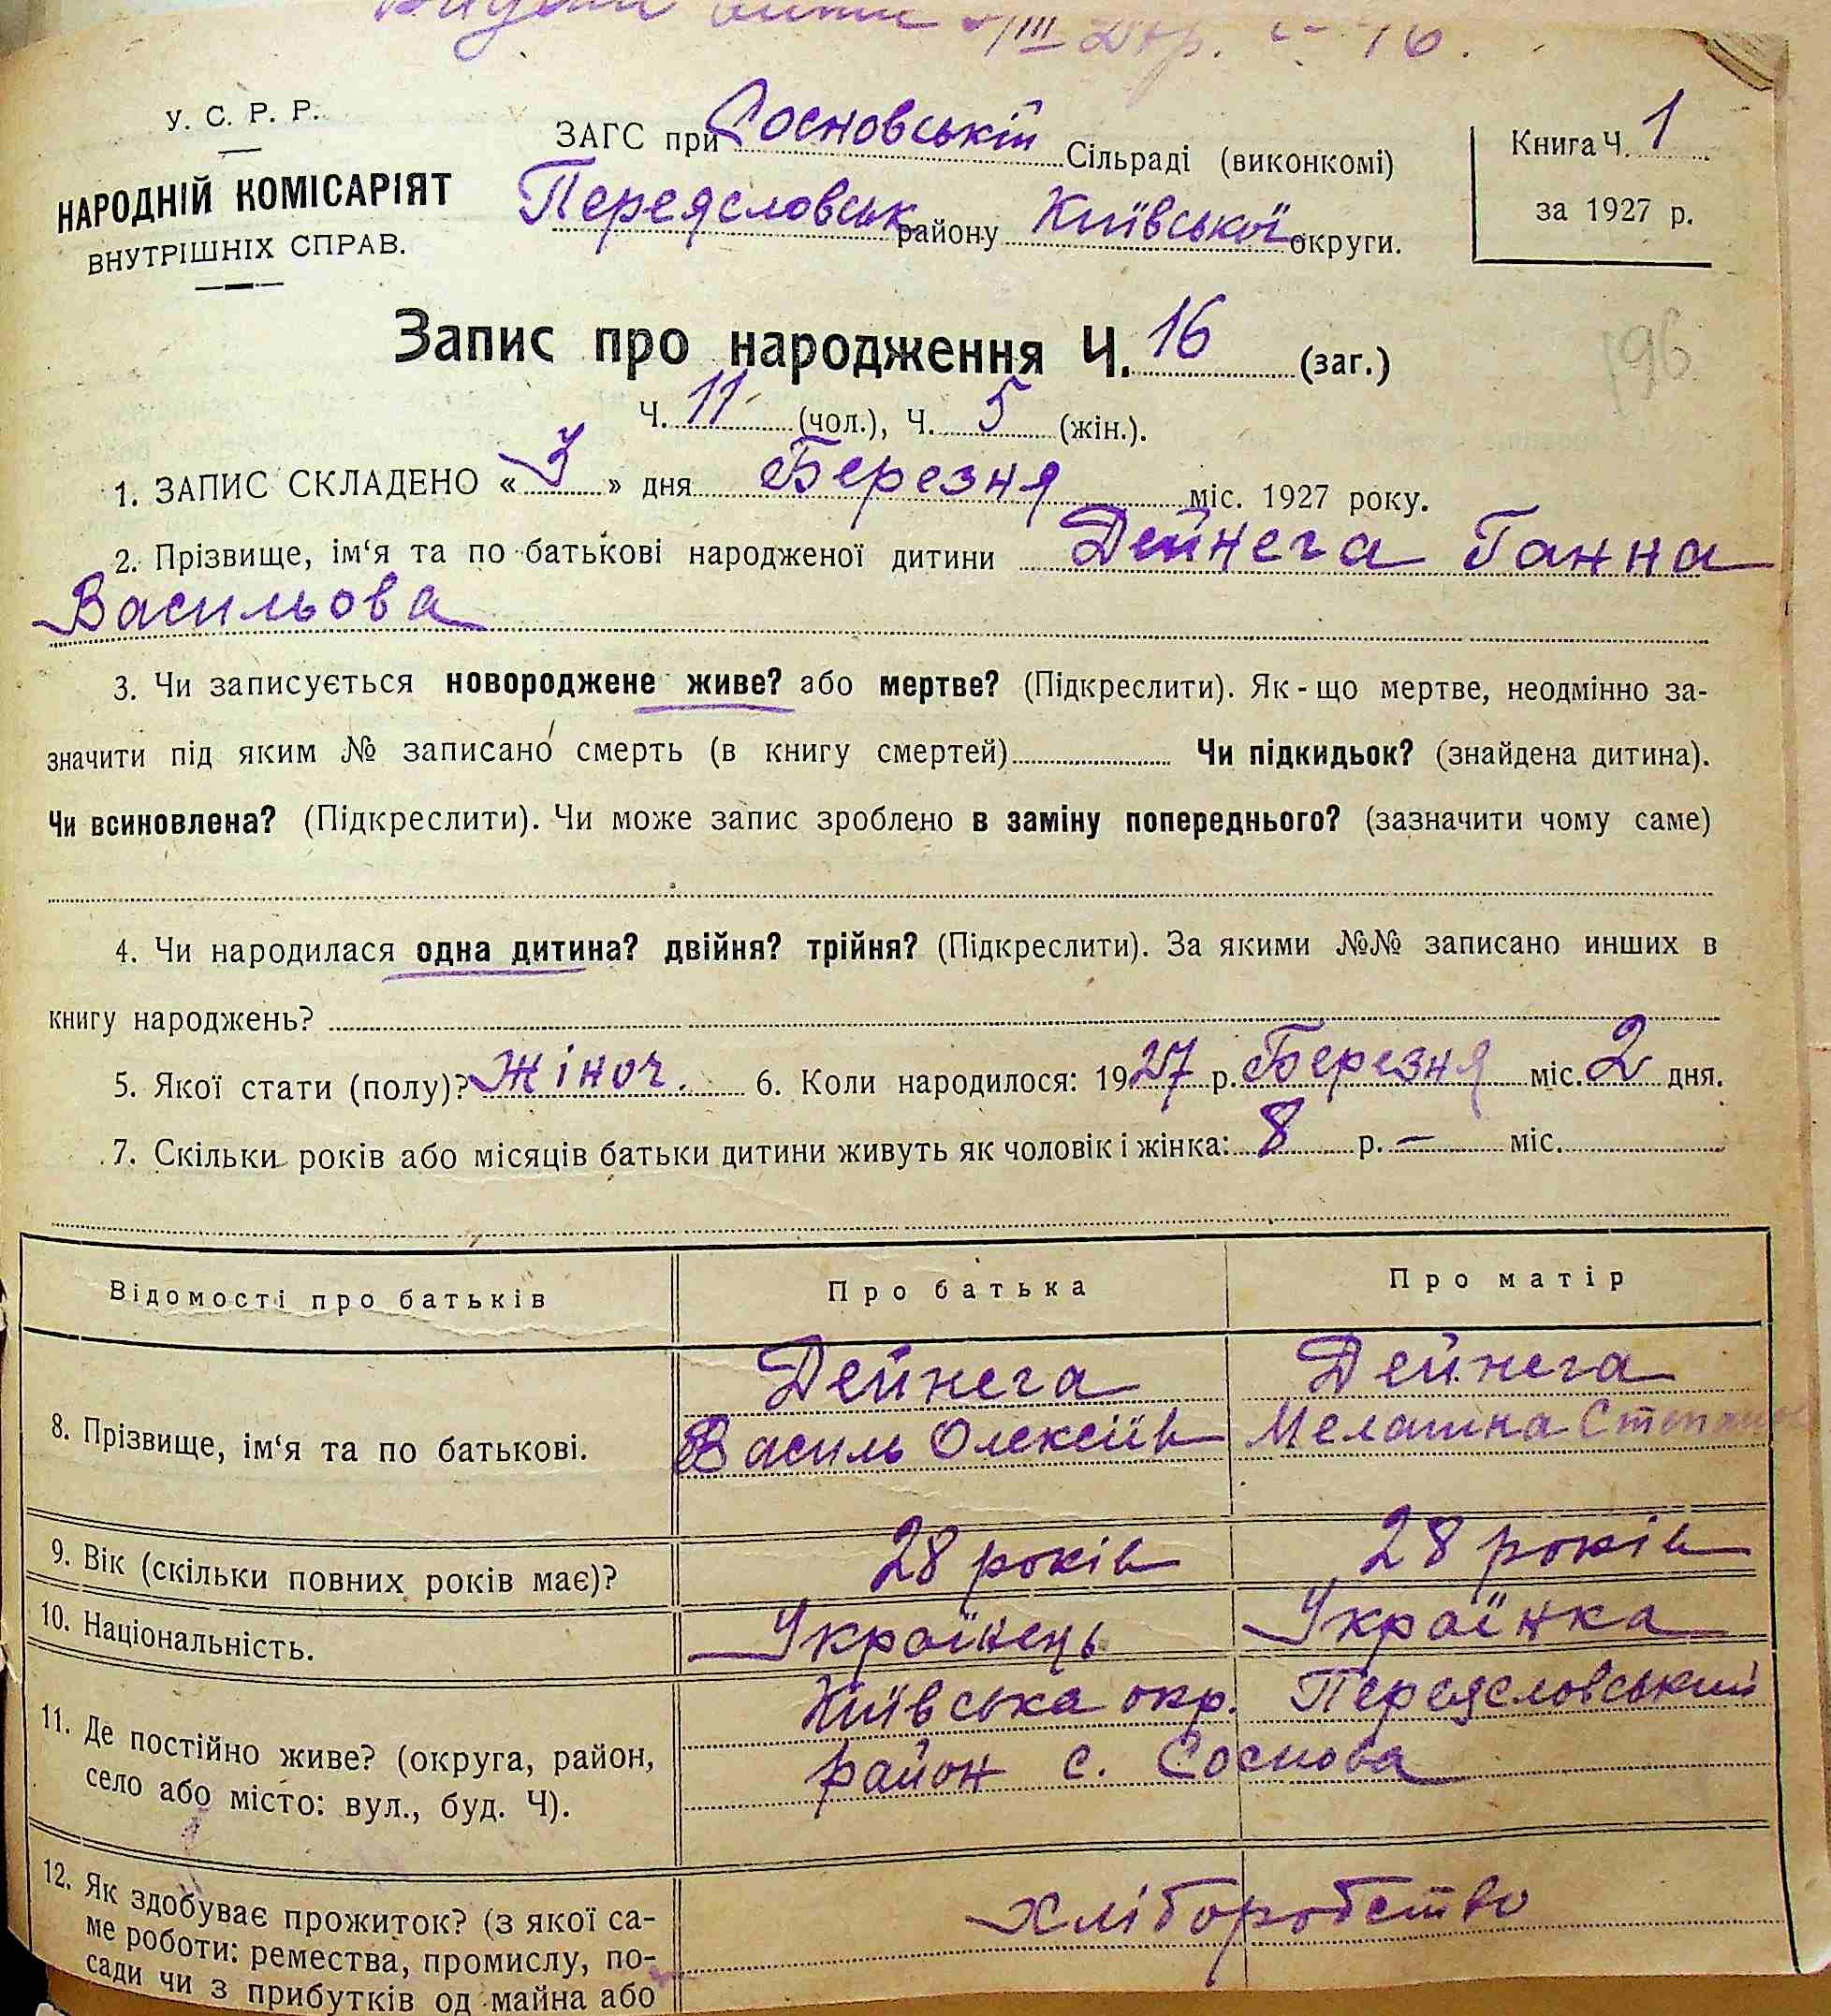 У. С. Р. Р.
НАРОДНІЙ КОМІСАРІЯТ
ВНУТРІШНІХ СПРАВ.
ЗАГС при Сосновській Сільраді (виконкомі)
Переясловськ району Київської округи.
Книга Ч. 1
за 1927 р.
Запис про народження Ч. 16 (заг.)
196
Ч. 11 (чол.), Ч. 5 (жін.).
1. ЗАПИС СКЛАДЕНО « 3 » дня Березня міс. 1927 року.
2. Прізвище, ім‘я та по батькові народженої дитини Дейнега Ганна
Васильова
3. Чи записується новороджене живе? або мертве? (Підкреслити). Як-що мертве, неодмінно за-
значити під яким № записано смерть (в книгу смертей) Чи підкидьок? (знайдена дитина).
Чи всиновлена? (Підкреслити). Чи може запис зроблено в заміну попереднього? (зазначити чому саме)
4. Чи народилася одна дитина? двійня? трійня? (Підкреслити). За якими №№ записано инших в
книгу народжень?
5. Якої стати (полу)? Жіноч. 6. Коли народилося: 1927 р. Березня міс. 2 дня.
7. Скільки років або місяців батьки дитини живуть як чоловік і жінка: 8 р. — міс.
Відомості про батьків Про батька Про матір
8. Прізвище, ім‘я та по батькові.
Дейнега
Василь Олексіїв
Дейнега
Мелашка Степанов
9. Вік (скільки повних років має)? 28 років 28 років
10. Національність. Українець Українка
11. Де постійно живе? (округа, район,
село або місто: вул., буд. Ч).
Київська окр. Переясловський
район с. Соснова
12. Як здобуває прожиток? (з якої са-
ме роботи: ремества, промислу, по-
сади чи з прибутків од майна або
Хліборобство